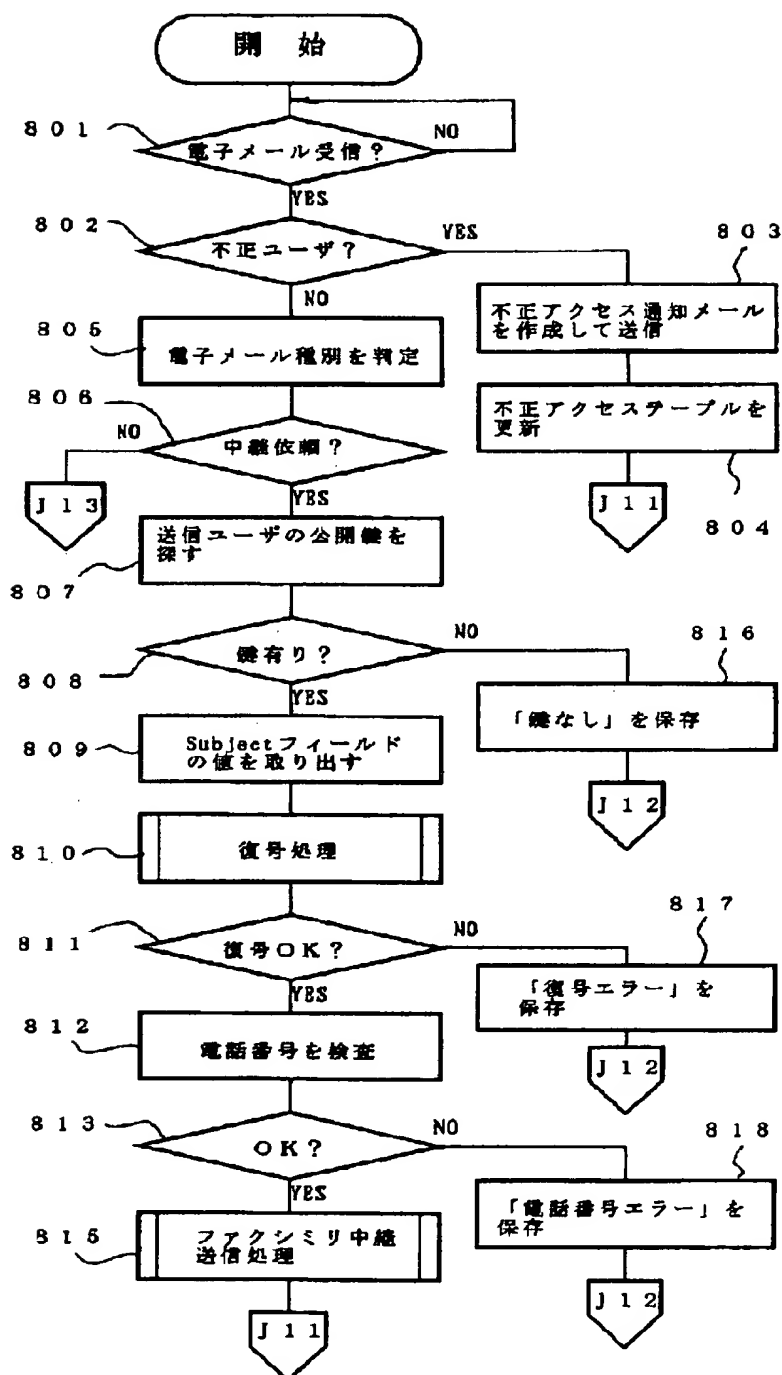 開始
801
電子メール受信?
NO
YES
802
不正ユーザ?
YES
NO
803
不正アクセス通知メール
を作成して送信
805
電子メール種別を判定
不正アクセステーブルを
更新
804
J11
806
中継依頼?
NO
J13
YES
送信ユーザの公開鍵を
探す
807
鍵有り?
808
NO
YES
816
「鍵なし」を保存
J12
809
Subjectフィールド
の値を取り出す
810
復号処理
811
復号OK?
NO
YES
817
「復号エラー」を
保存
J12
812
電話番号を検査
813
OK?
NO
YES
818
「電話番号エラー」を
保存
J12
815
ファクシミリ中継
送信処理
J11